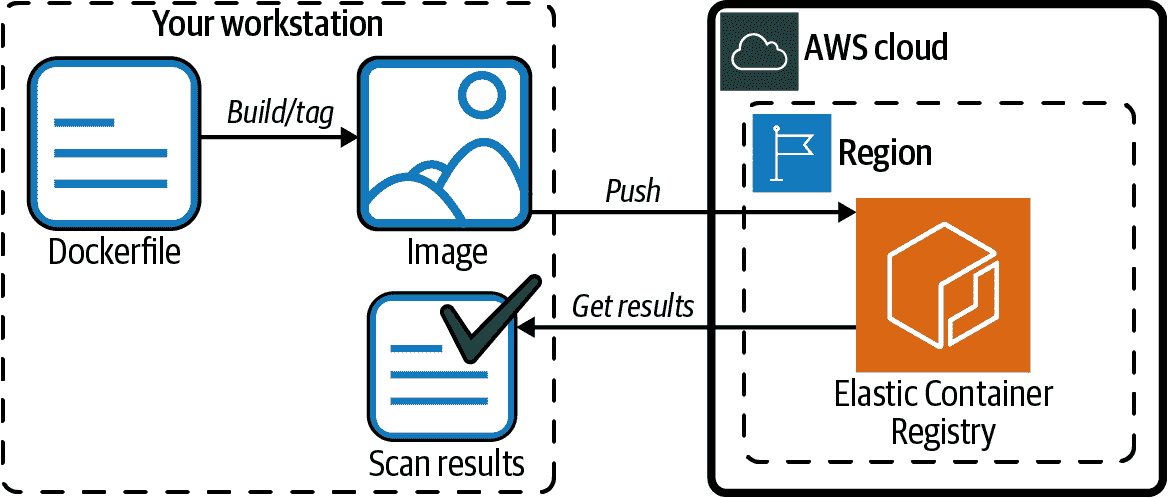 Your workstation
AWS cloud
Build/tag
Region
Push
Dockerfile
Image
Get results
Elastic Container
Registry
Scan results